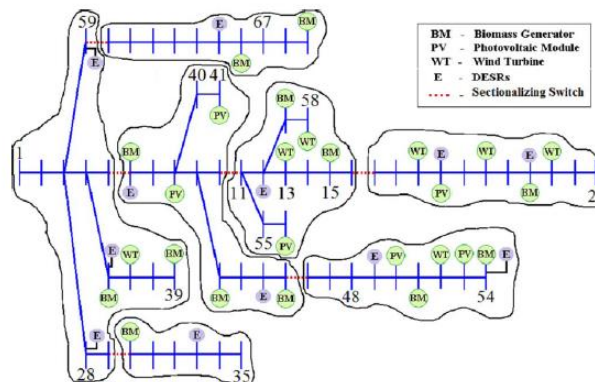 59 E 67 BM
E BM
BM - Biomass Generator
PV - Photovoltaic Module
WT - Wind Turbine
E - DESRs
- Sectionalizing Switch
40 41 BM 58
PV
1 BM WT WT BM WT E WT E WT
E PV 11 E 13 15 PV BM 2
55 PV
E WT BM E PV WT PV BM E
BM 39 BM E BM 48 BM 54
E BM E
28 35